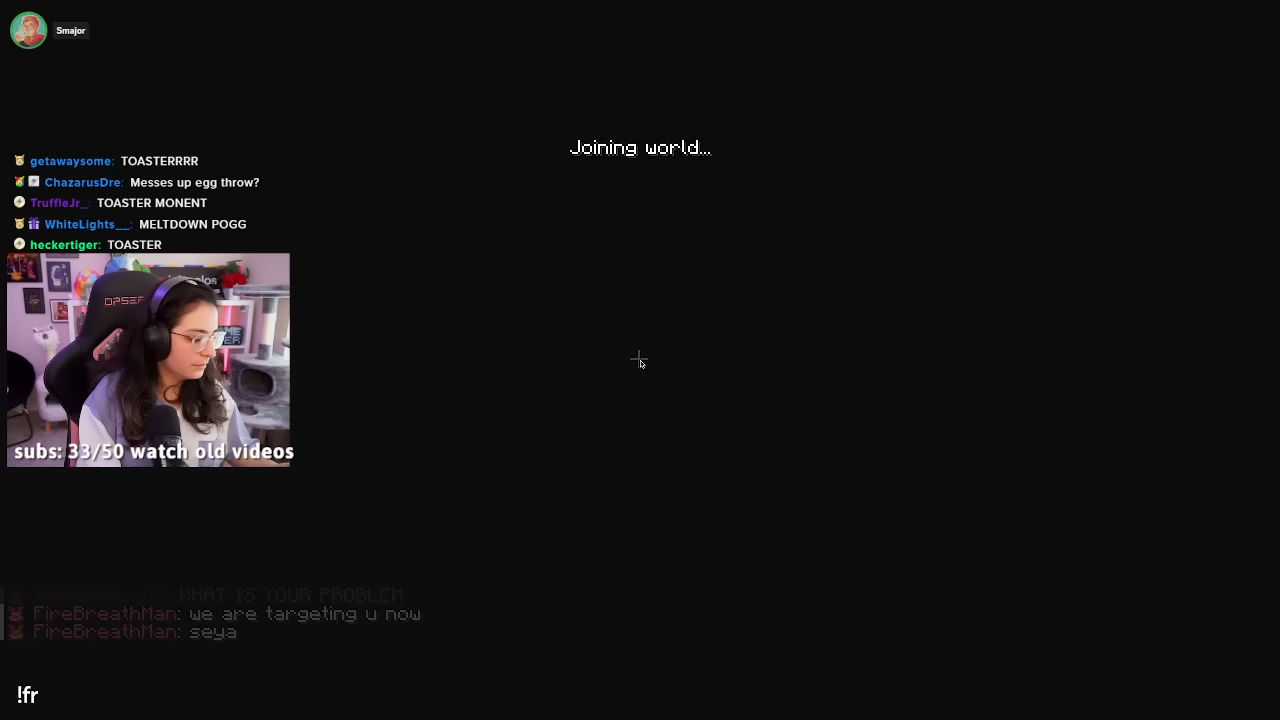 Smajor
Joining world...
getawaysome: TOASTERRRR
ChazarusDre: Messes up egg throw?
TruffleJr_: TOASTER MONENT
WhiteLights__: MELTDOWN POGG
heckertiger: TOASTER
subs: 33/50 watch old videos
WHAT IS YOUR PROBLEM
FireBreathMan: we are targeting u now
FireBreathMan: seya
!fr